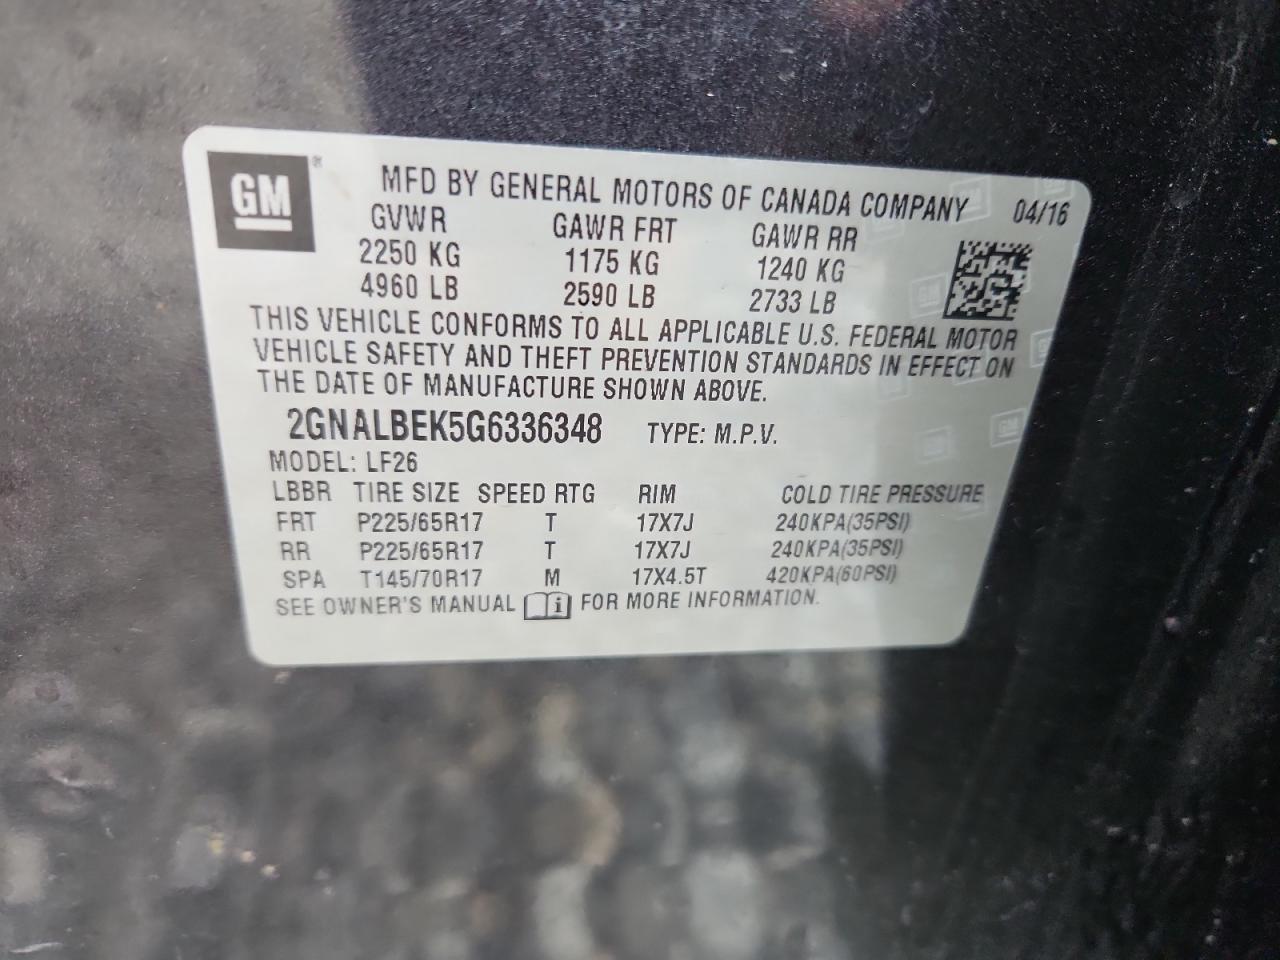 GM ®
MFD BY GENERAL MOTORS OF CANADA COMPANY 04/16
GVWR GAWR FRT GAWR RR
2250 KG 1175 KG 1240 KG
4960 LB 2590 LB 2733 LB
THIS VEHICLE CONFORMS TO ALL APPLICABLE U.S. FEDERAL MOTOR
VEHICLE SAFETY AND THEFT PREVENTION STANDARDS IN EFFECT ON
THE DATE OF MANUFACTURE SHOWN ABOVE.
2GNALBEK5G6336348 TYPE: M.P.V.
MODEL: LF26
LBBR TIRE SIZE SPEED RTG RIM COLD TIRE PRESSURE
FRT P225/65R17 T 17X7J 240KPA(35PSI)
RR P225/65R17 T 17X7J 240KPA(35PSI)
SPA T145/70R17 M 17X4.5T 420KPA(60PSI)
SEE OWNER'S MANUAL i FOR MORE INFORMATION.